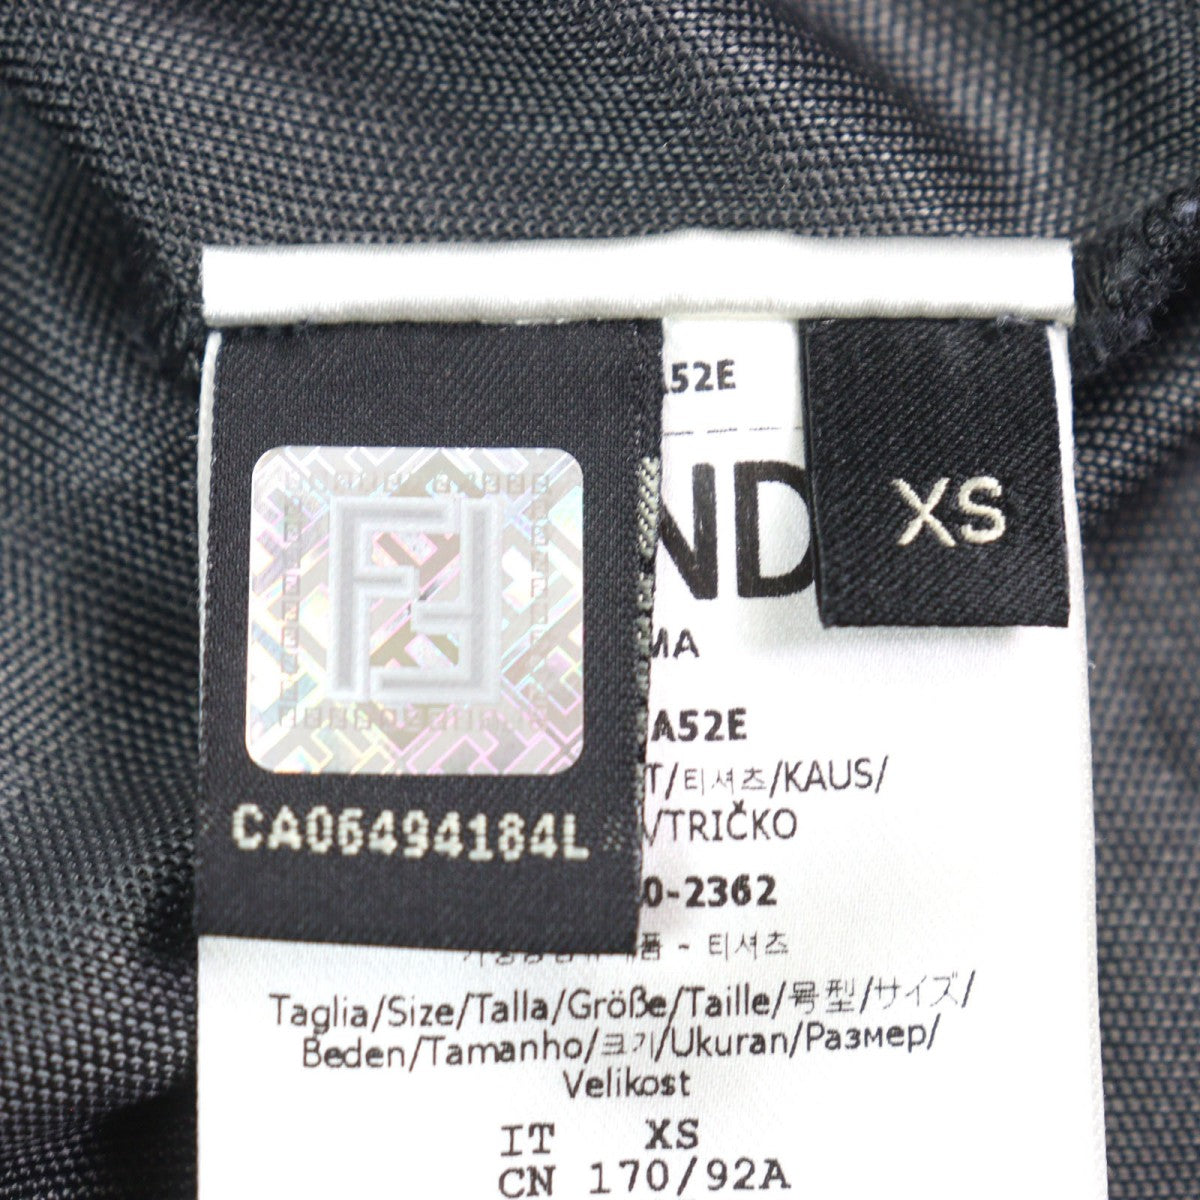 A52E
ND
XS
MA
A52E
T/티셔츠/KAUS/
/TRIČKO
CA06494184L
0-2362
품 - 티셔츠
Taglia/Size/Talla/Größe/Taille/号型/サイズ/
Beden/Tamanho/크기/Ukuran/Размер/
Velikost
IT XS
CN 170/92A